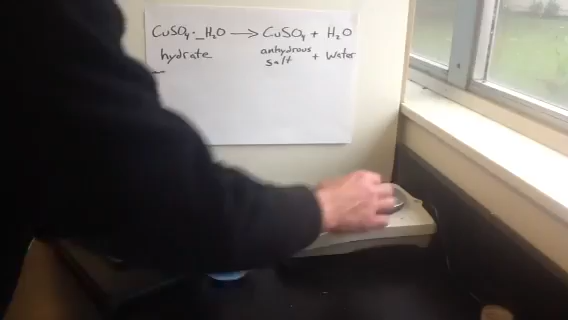 CuSO₄·_H₂O → CuSO₄ + H₂O
hydrate anhydrous + Water
salt